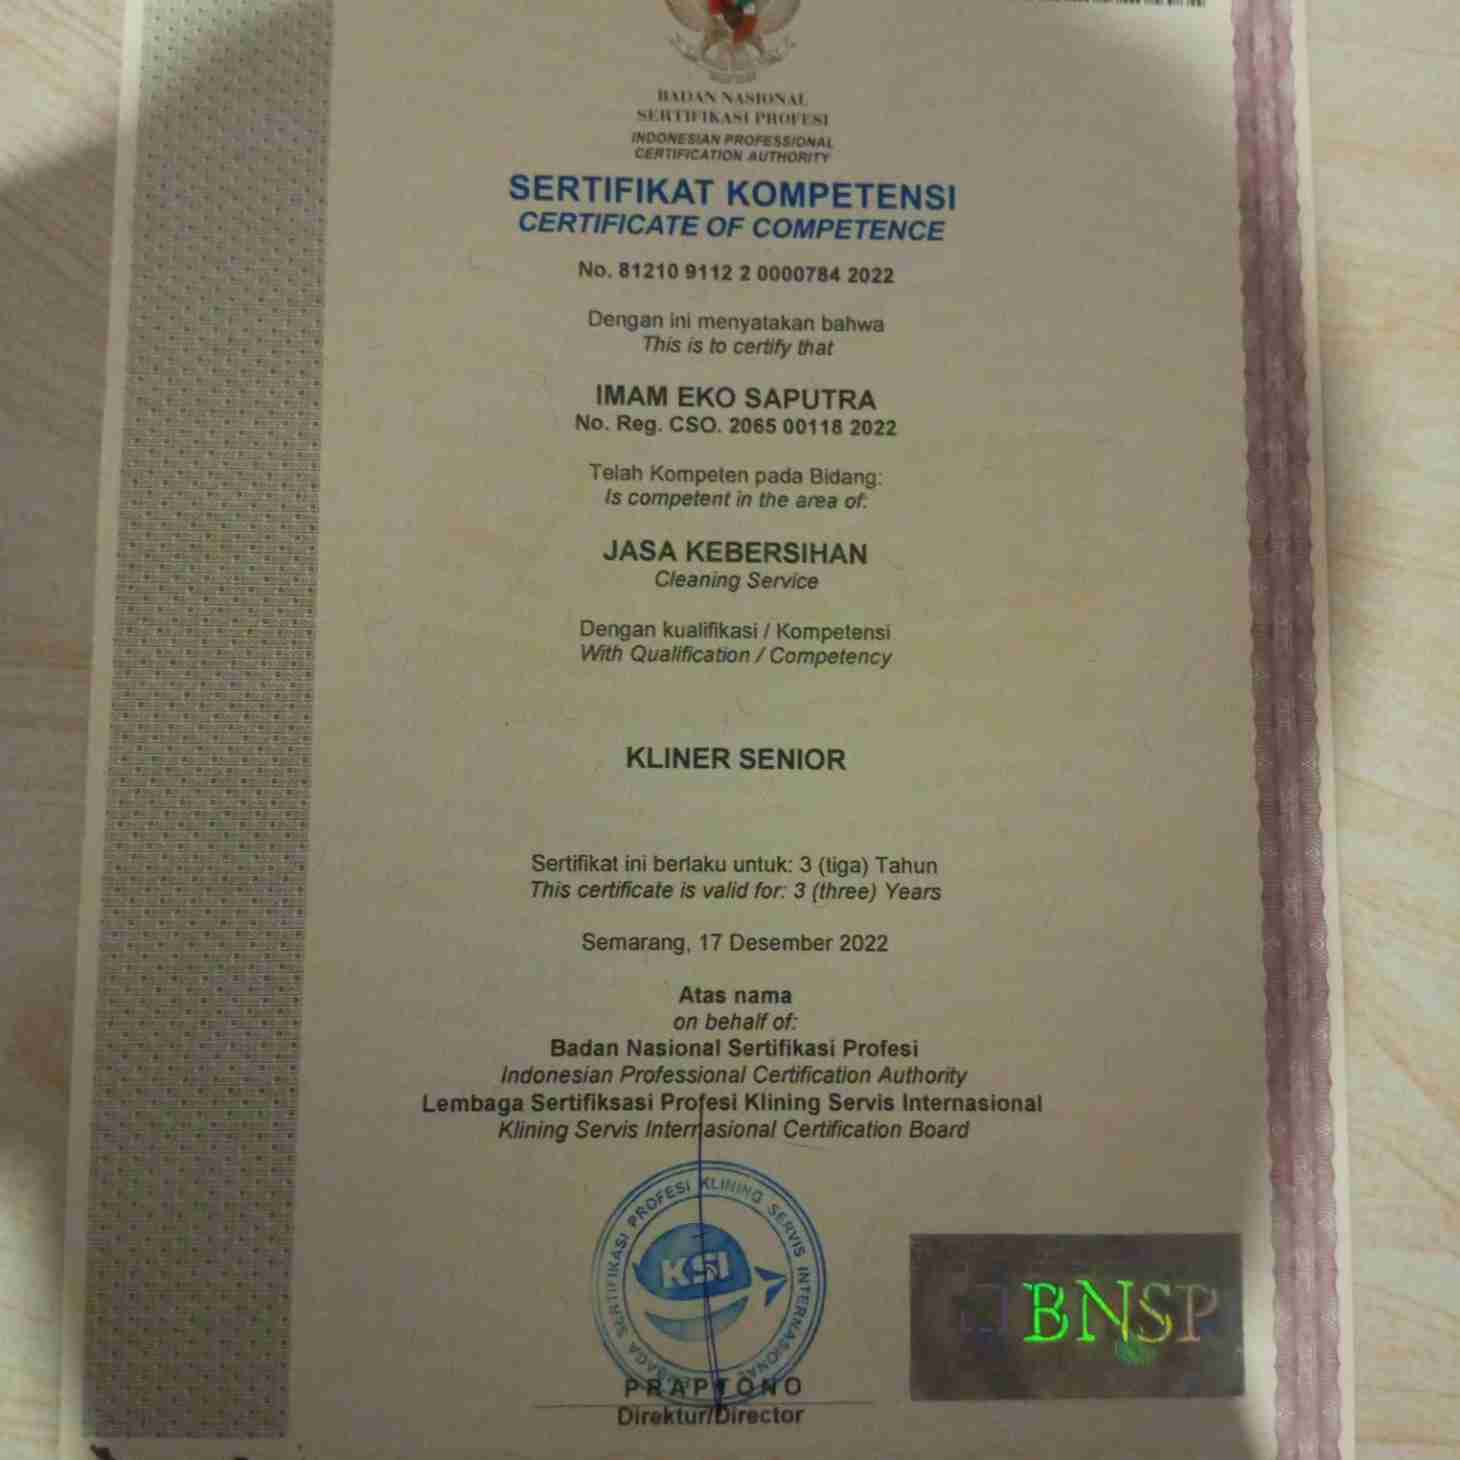 BADAN NASIONAL
SERTIFIKASI PROFESI
INDONESIAN PROFESSIONAL
CERTIFICATION AUTHORITY
SERTIFIKAT KOMPETENSI
CERTIFICATE OF COMPETENCE
No. 81210 9112 2 0000784 2022
Dengan ini menyatakan bahwa
This is to certify that
IMAM EKO SAPUTRA
No. Reg. CSO. 2065 00118 2022
Telah Kompeten pada Bidang:
Is competent in the area of:
JASA KEBERSIHAN
Cleaning Service
Dengan kualifikasi / Kompetensi
With Qualification / Competency
KLINER SENIOR
Sertifikat ini berlaku untuk: 3 (tiga) Tahun
This certificate is valid for: 3 (three) Years
Semarang, 17 Desember 2022
Atas nama
on behalf of:
Badan Nasional Sertifikasi Profesi
Indonesian Professional Certification Authority
Lembaga Sertifiksasi Profesi Klining Servis Internasional
Klining Servis Internasional Certification Board
SERTIFIKASI PROFESI KLINING SERVIS INTERNASIONAL
KSI
BNSP
PRAPTONO
Direktur/Director